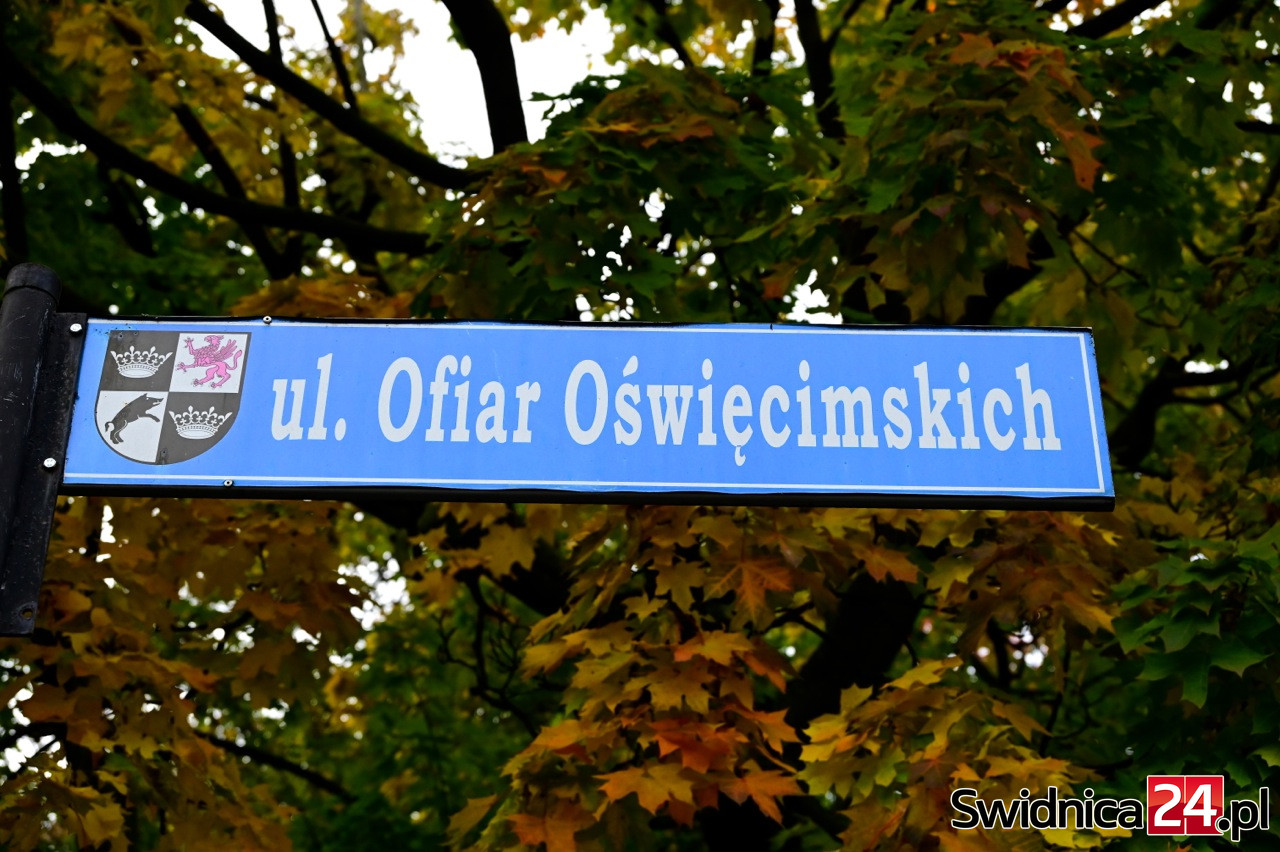 ul. Ofiar Oświęcimskich
Swidnica24.pl